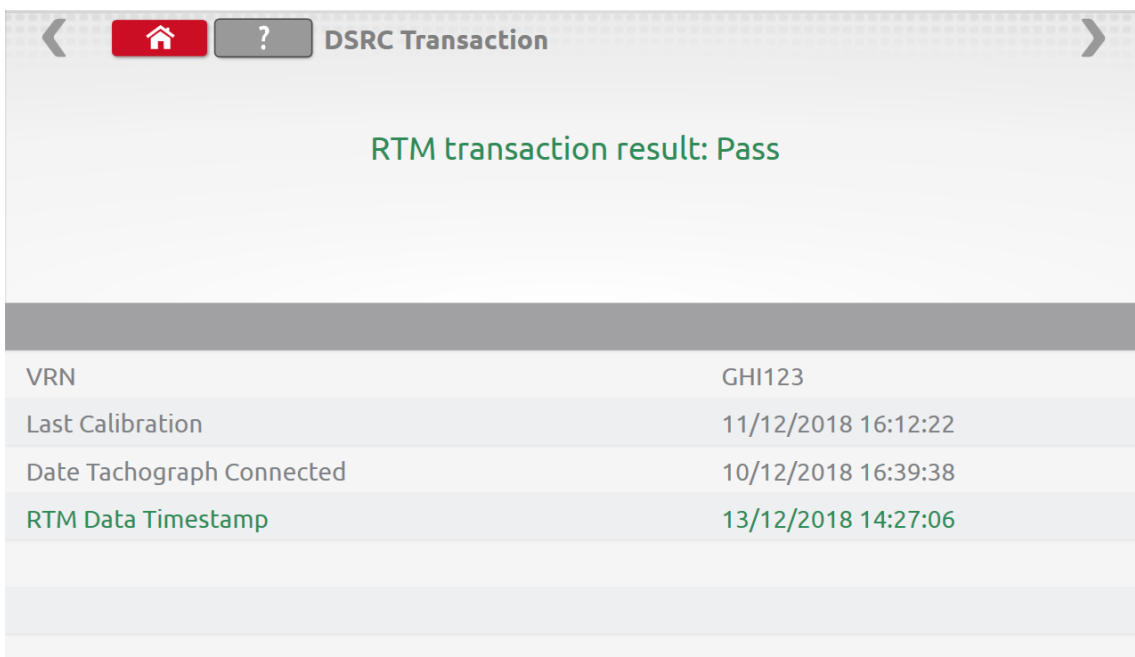 ? DSRC Transaction
RTM transaction result: Pass
VRN GHI123
Last Calibration 11/12/2018 16:12:22
Date Tachograph Connected 10/12/2018 16:39:38
RTM Data Timestamp 13/12/2018 14:27:06